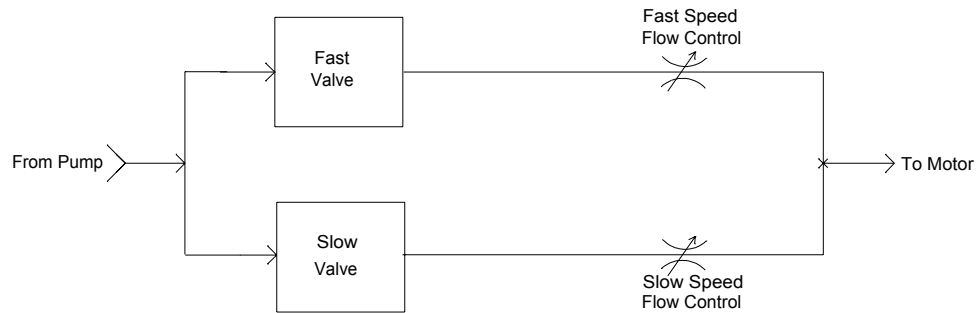 Fast Speed
Flow Control
Fast
Valve
From Pump
To Motor
Slow
Valve
Slow Speed
Flow Control